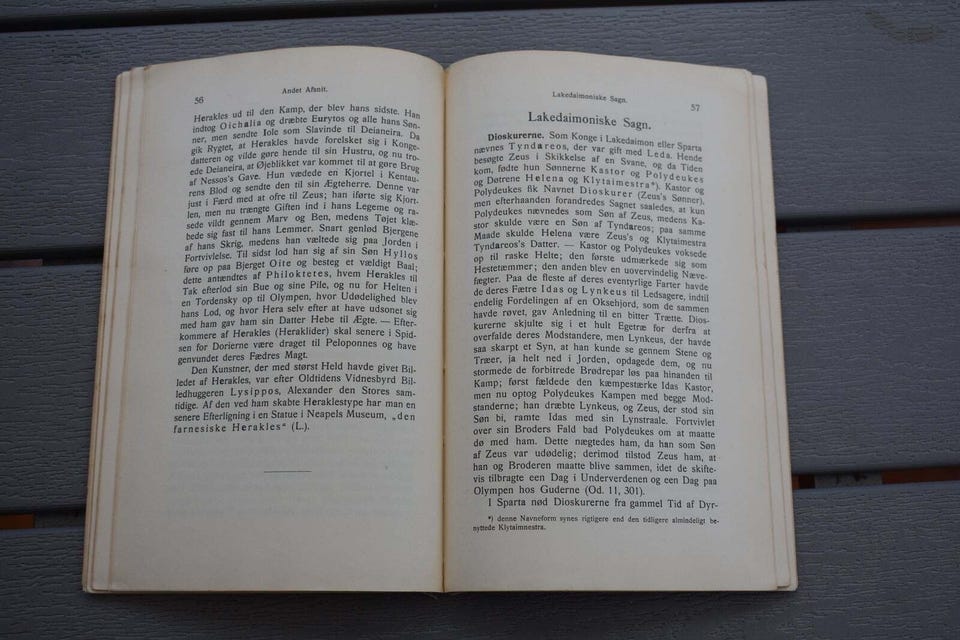 56
Andet Afsnit.
Herakles ud til den Kamp, der blev hans sidste. Han
indtog Oichalia og dræbte Eurytos og alle hans Søn-
ner, men sendte Iole som Slavinde til Deianeira. Da
gik Rygtet, at Herakles havde forelsket sig i Konge-
datteren og vilde gøre hende til sin Hustru, og nu tro-
ede Deianeira, at Øjeblikket var kommet til at gøre Brug
af Nessos's Gave. Hun vædede en Kjortel i Kentau-
rens Blod og sendte den til sin Ægteherre. Denne var
just i Færd med at ofre til Zeus; han iførte sig Kjort-
len, men nu trængte Giften ind i hans Legeme og ra-
sede vildt gennem Marv og Ben, medens Tøjet klæ-
bede sig fast til hans Lemmer. Snart genlød Bjergene
af hans Skrig, medens han væltede sig paa Jorden i
Fortvivlelse. Til sidst lod han sig af sin Søn Hyllos
føre op paa Bjerget Oite og besteg et vældigt Baal;
dette antændtes af Philoktetes, hvem Herakles til
Tak efterlod sin Bue og sine Pile, og nu for Helten i
en Tordensky op til Olympen, hvor Udødelighed blev
hans Lod, og hvor Hera selv efter at have udsonet sig
med ham gav ham sin Datter Hebe til Ægte. — Efter-
kommere af Herakles (Heraklider) skal senere i Spid-
sen for Dorierne være draget til Peloponnes og have
genvundet deres Fædres Magt.
Den Kunstner, der med størst Held havde givet Bil-
ledet af Herakles, var efter Oldtidens Vidnesbyrd Bil-
ledhuggeren Lysippos, Alexander den Stores sam-
tidige. Af den ved ham skabte Heraklestype har man en
senere Efterligning i en Statue i Neapels Museum, „den
farnesiske Herakles“ (L.).
Lakedaimoniske Sagn.
57
Lakedaimoniske Sagn.
Dioskurerne. Som Konge i Lakedaimon eller Sparta
nævnes Tyndareos, der var gift med Leda. Hende
besøgte Zeus i Skikkelse af en Svane, og da Tiden
kom, fødte hun Sønnerne Kastor og Polydeukes
og Døtrene Helena og Klytaimestra*). Kastor og
Polydeukes fik Navnet Dioskurer (Zeus's Sønner),
men efterhaanden forandredes Sagnet saaledes, at kun
Polydeukes nævnedes som Søn af Zeus, medens Ka-
stor skulde være en Søn af Tyndareos; paa samme
Maade skulde Helena være Zeus's og Klytaimestra
Tyndareos's Datter. — Kastor og Polydeukes voksede
op til raske Helte; den første udmærkede sig som
Hestetæmmer; den anden blev en uovervindlig Næve-
fægter. Paa de fleste af deres eventyrlige Farter havde
de deres Fætre Idas og Lynkeus til Ledsagere, indtil
endelig Fordelingen af en Oksehjord, som de sammen
havde røvet, gav Anledning til en bitter Trætte. Dios-
kurerne skjulte sig i et hult Egetræ for derfra at
overfalde deres Modstandere, men Lynkeus, der havde
saa skarpt et Syn, at han kunde se gennem Stene og
Træer, ja helt ned i Jorden, opdagede dem, og nu
stormede de forbitrede Brødrepar løs paa hinanden til
Kamp; først fældede den kæmpestærke Idas Kastor,
men nu optog Polydeukes Kampen med begge Mod-
standerne; han dræbte Lynkeus, og Zeus, der stod sin
Søn bi, ramte Idas med sin Lynstraale. Fortvivlet
over sin Broders Fald bad Polydeukes om at maatte
dø med ham. Dette nægtedes ham, da han som Søn
af Zeus var udødelig; derimod tilstod Zeus ham, at
han og Broderen maatte blive sammen, idet de skifte-
vis tilbragte en Dag i Underverdenen og en Dag paa
Olympen hos Guderne (Od. 11, 301).
I Sparta nød Dioskurerne fra gammel Tid af Dyr-
*) denne Navneform synes rigtigere end den tidligere almindeligt be-
nyttede Klytaimnestra.